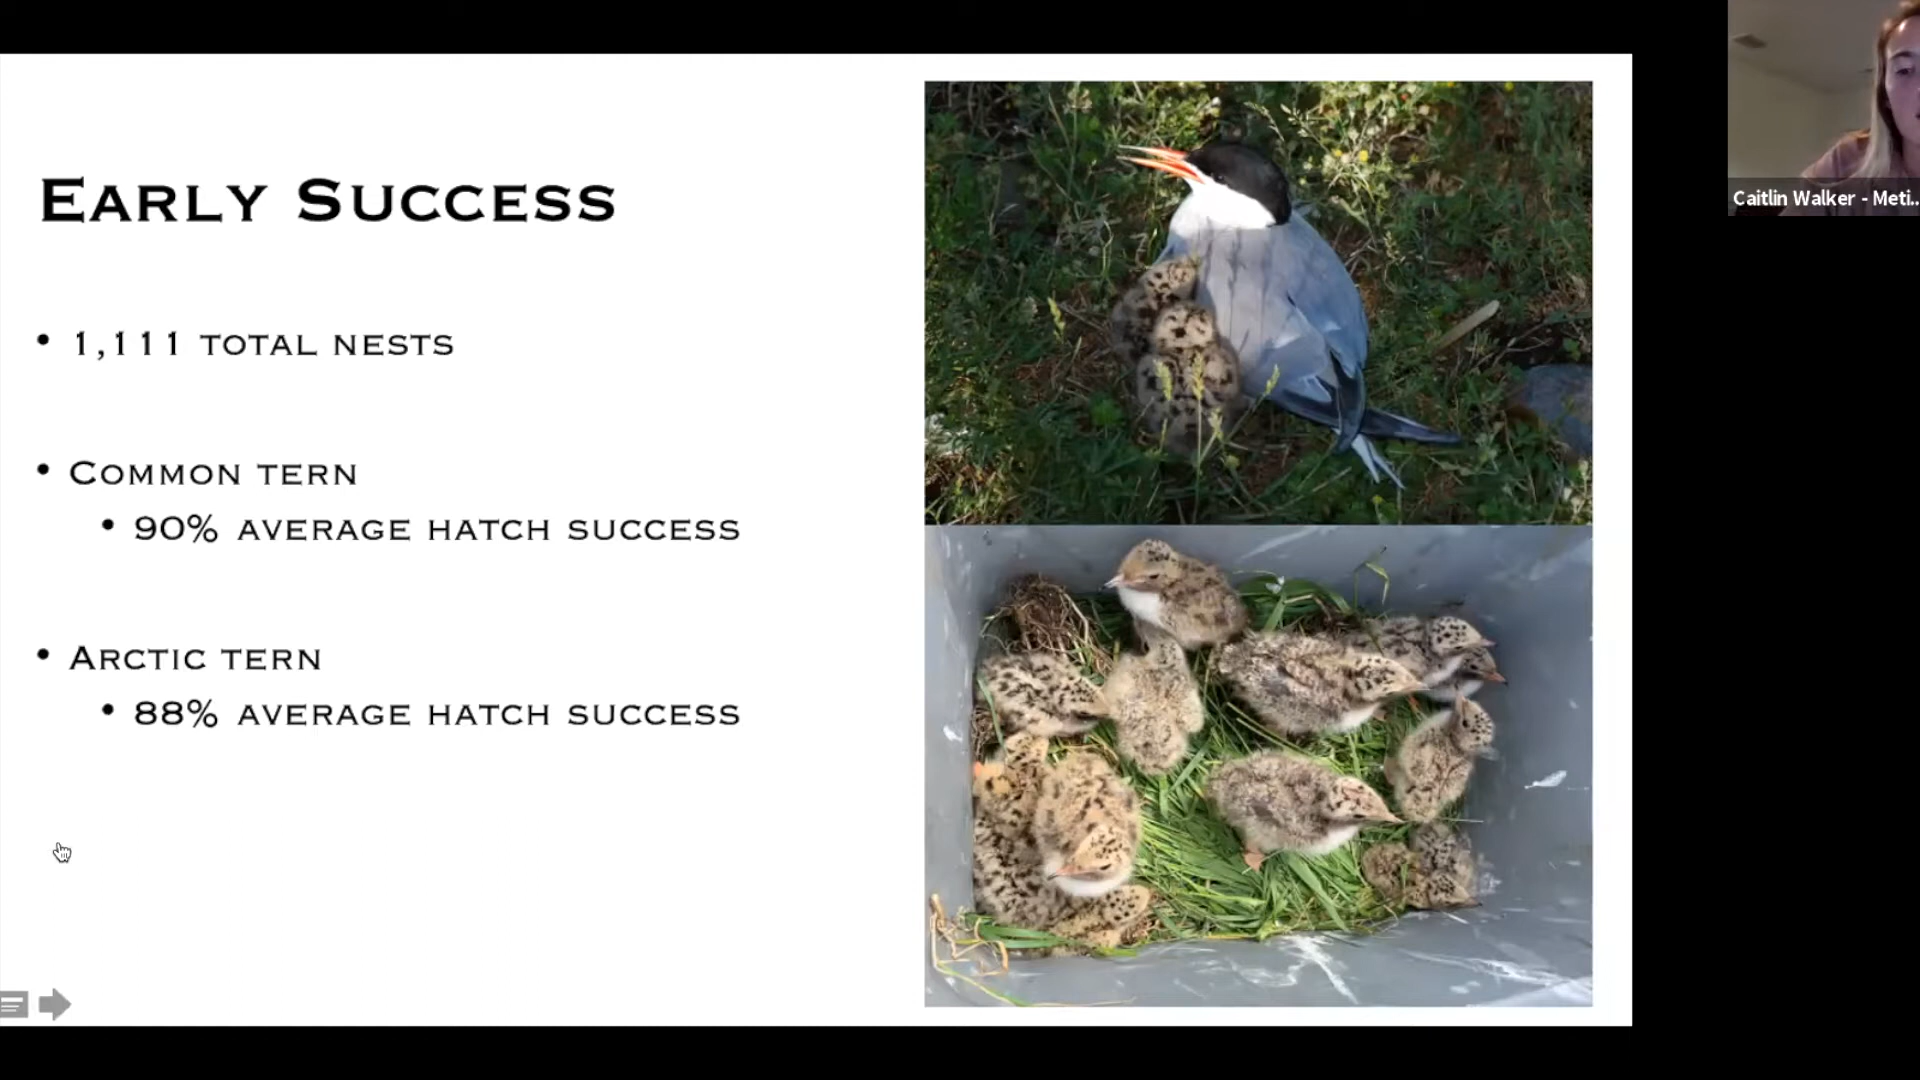 Early Success
• 1,111 total nests
• Common tern
• 90% average hatch success
• Arctic tern
• 88% average hatch success
Caitlin Walker - Meti...